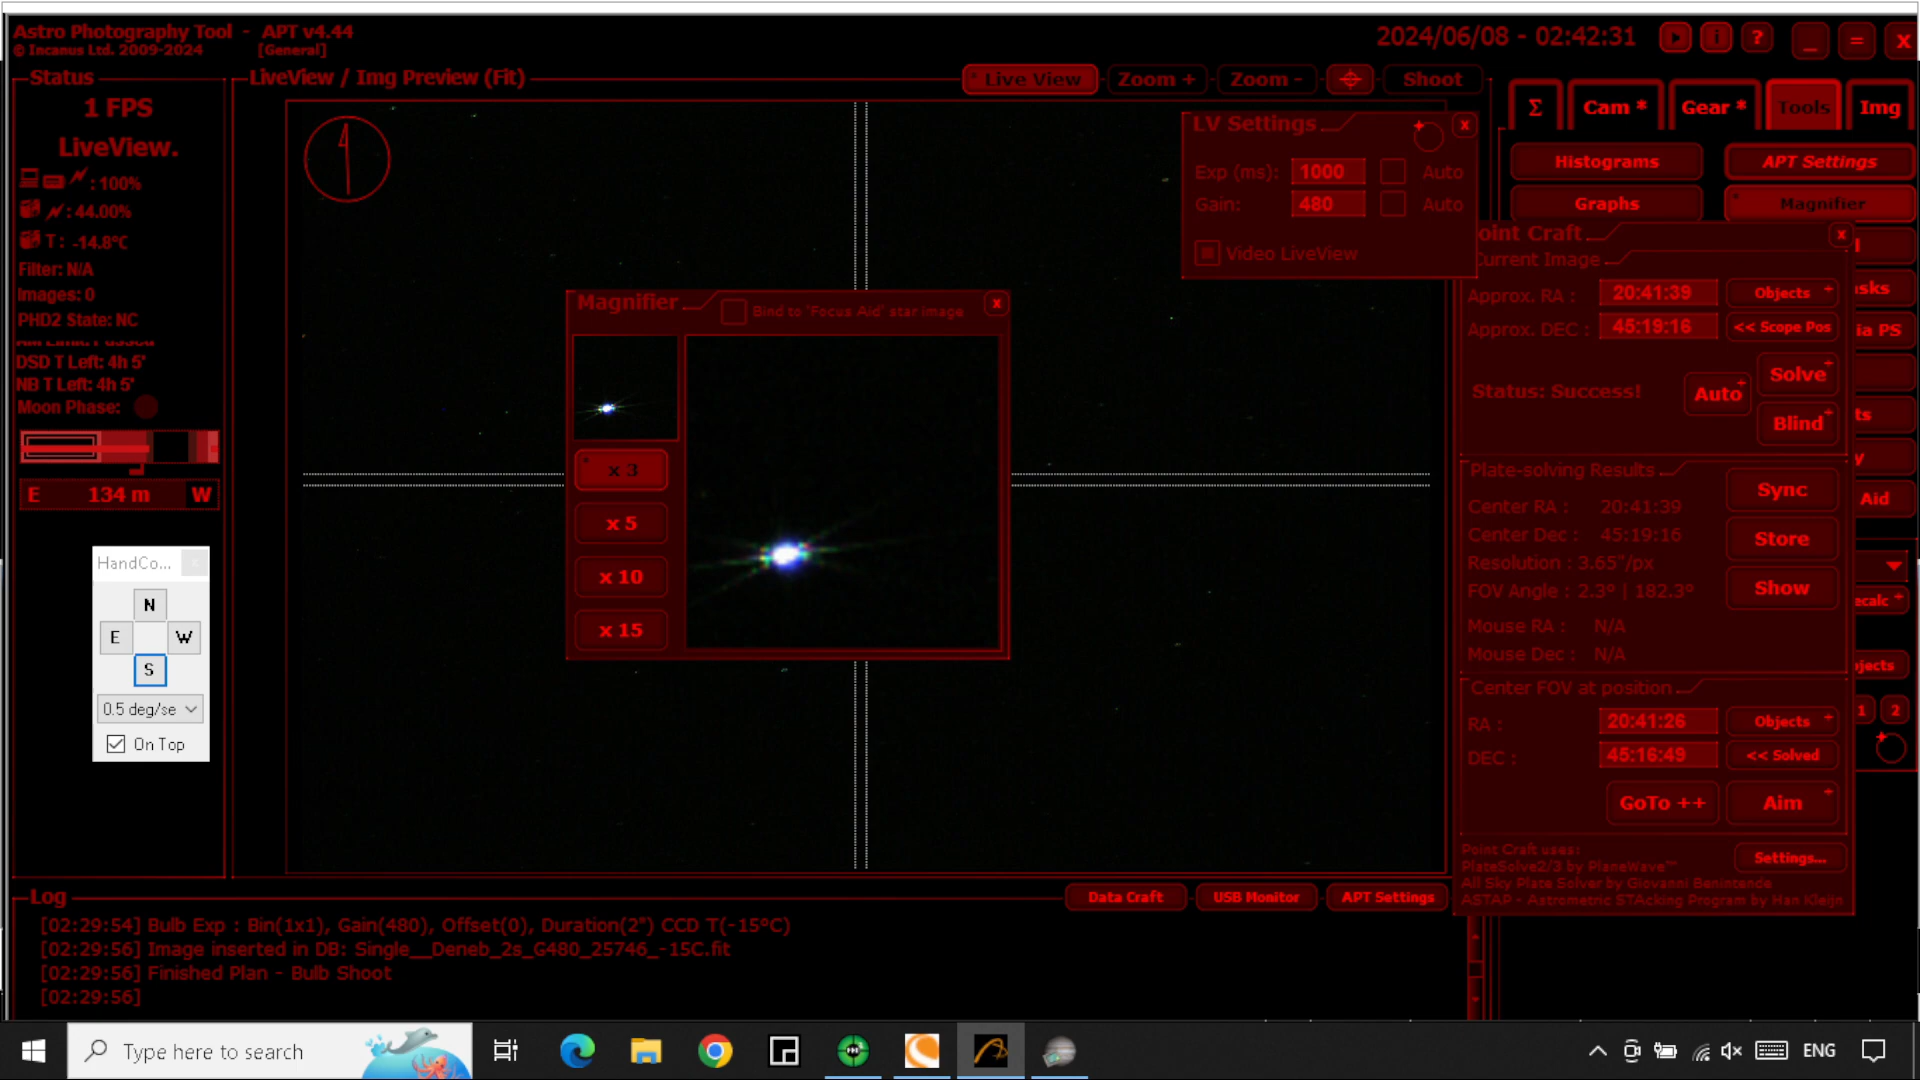 Astro Photography Tool - APT v4.44
© Incanus Ltd. 2009-2024 [General]
2024/06/08 - 02:42:31
i ? _ = X
Status
1 FPS
LiveView.
: 100%
: 44.00%
T : -14.8°C
Filter: N/A
Images: 0
PHD2 State: NC
DSD T Left: 4h 5'
NB T Left: 4h 5'
Moon Phase:
E 134 m W
HandCo... x
N
E W
S
0.5 deg/se
On Top
LiveView / Img Preview (Fit)
Live View Zoom + Zoom - Shoot
LV Settings x
Exp (ms): 1000 Auto
Gain: 480 Auto
Video LiveView
Magnifier Bind to 'Focus Aid' star image x
x 3
x 5
x 10
x 15
Σ Cam * Gear * Tools Img
Histograms APT Settings
Graphs Magnifier
oint Craft x
Current Image
Approx. RA : 20:41:39 Objects +
Approx. DEC : 45:19:16 << Scope Pos
Status: Success! Auto + Solve +
Blind +
Plate-solving Results
Center RA : 20:41:39 Sync
Center Dec : 45:19:16
Resolution : 3.65"/px Store
FOV Angle : 2.3° | 182.3° Show
Mouse RA : N/A
Mouse Dec : N/A
Center FOV at position
RA : 20:41:26 Objects +
DEC : 45:16:49 << Solved
GoTo ++ Aim +
Point Craft uses: Settings...
PlateSolve2/3 by PlaneWave™
All Sky Plate Solver by Giovanni Benintende
ASTAP - Astrometric STAcking Program by Han Kleijn
sks
ia PS
ts
y
Aid
ecalc +
jects
1 2
Log
Data Craft USB Monitor APT Settings
[02:29:54] Bulb Exp : Bin(1x1), Gain(480), Offset(0), Duration(2") CCD T(-15°C)
[02:29:56] Image inserted in DB: Single__Deneb_2s_G480_25746_-15C.fit
[02:29:56] Finished Plan - Bulb Shoot
[02:29:56]
Type here to search
ENG